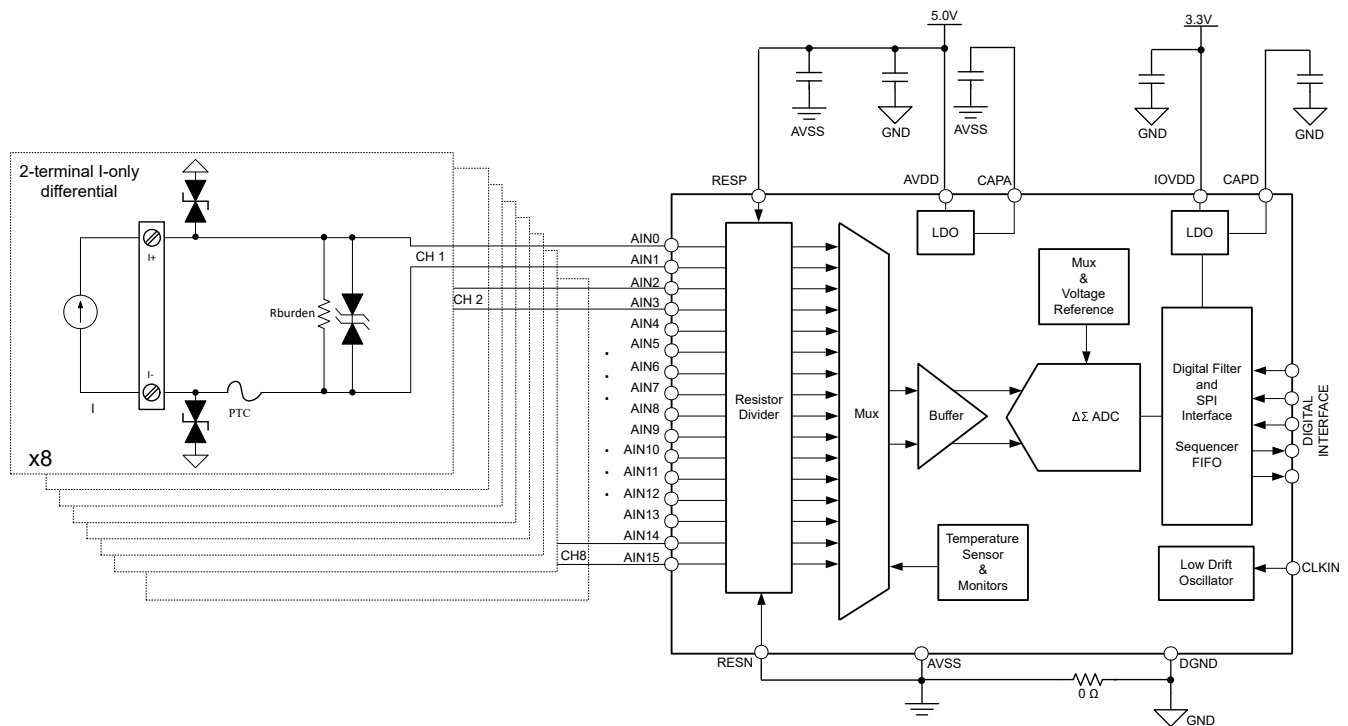 5.0V
3.3V
AVSS
GND
AVSS
GND
GND
2-terminal I-only
differential
RESP
AVDD
CAPA
IOVDD
CAPD
LDO
LDO
I+
CH 1
AIN0
AIN1
CH 2
AIN2
AIN3
AIN4
AIN5
AIN6
AIN7
AIN8
AIN9
AIN10
AIN11
AIN12
AIN13
AIN14
CH8
AIN15
Rburden
I-
I
PTC
x8
Resistor
Divider
Mux
Buffer
Mux
&
Voltage
Reference
ΔΣ ADC
Digital Filter
and
SPI
Interface
Sequencer
FIFO
DIGITAL
INTERFACE
Temperature
Sensor
&
Monitors
Low Drift
Oscillator
CLKIN
RESN
AVSS
DGND
0 Ω
GND